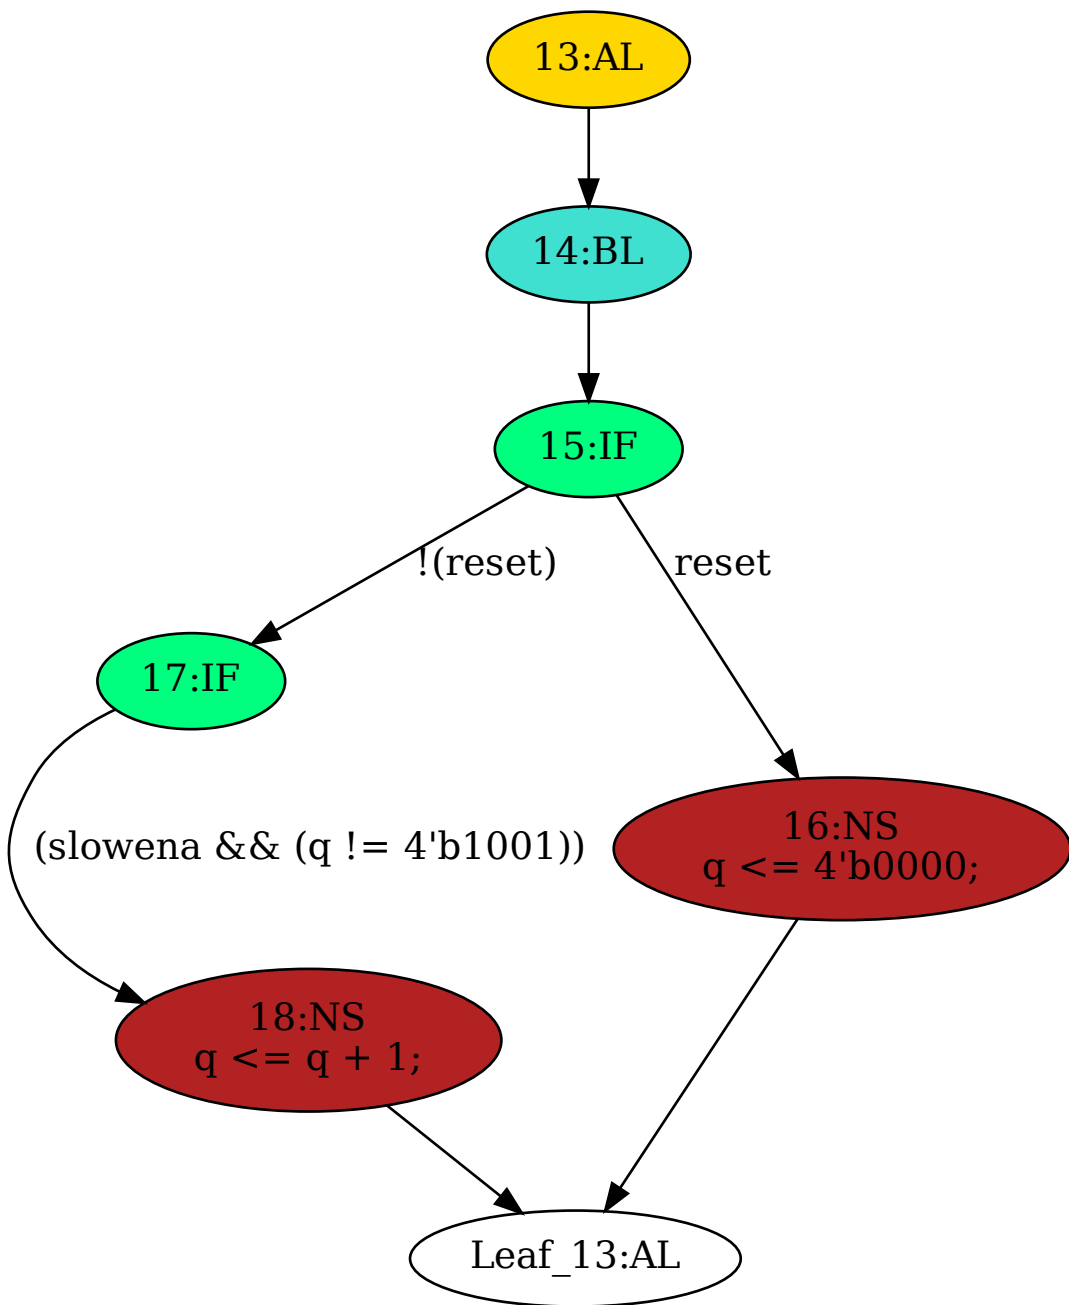 13:AL
14:BL
15:IF
!(reset)
reset
17:IF
(slowena && (q != 4'b1001))
16:NS
q <= 4'b0000;
18:NS
q <= q + 1;
Leaf_13:AL